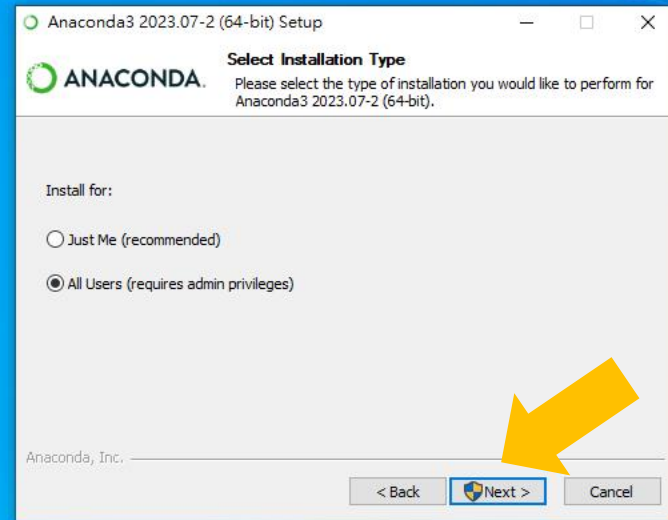 Anaconda3 2023.07-2 (64-bit) Setup
ANACONDA.
Select Installation Type
Please select the type of installation you would like to perform for
Anaconda3 2023.07-2 (64-bit).
Install for:
Just Me (recommended)
All Users (requires admin privileges)
Anaconda, Inc.
< Back
Next >
Cancel